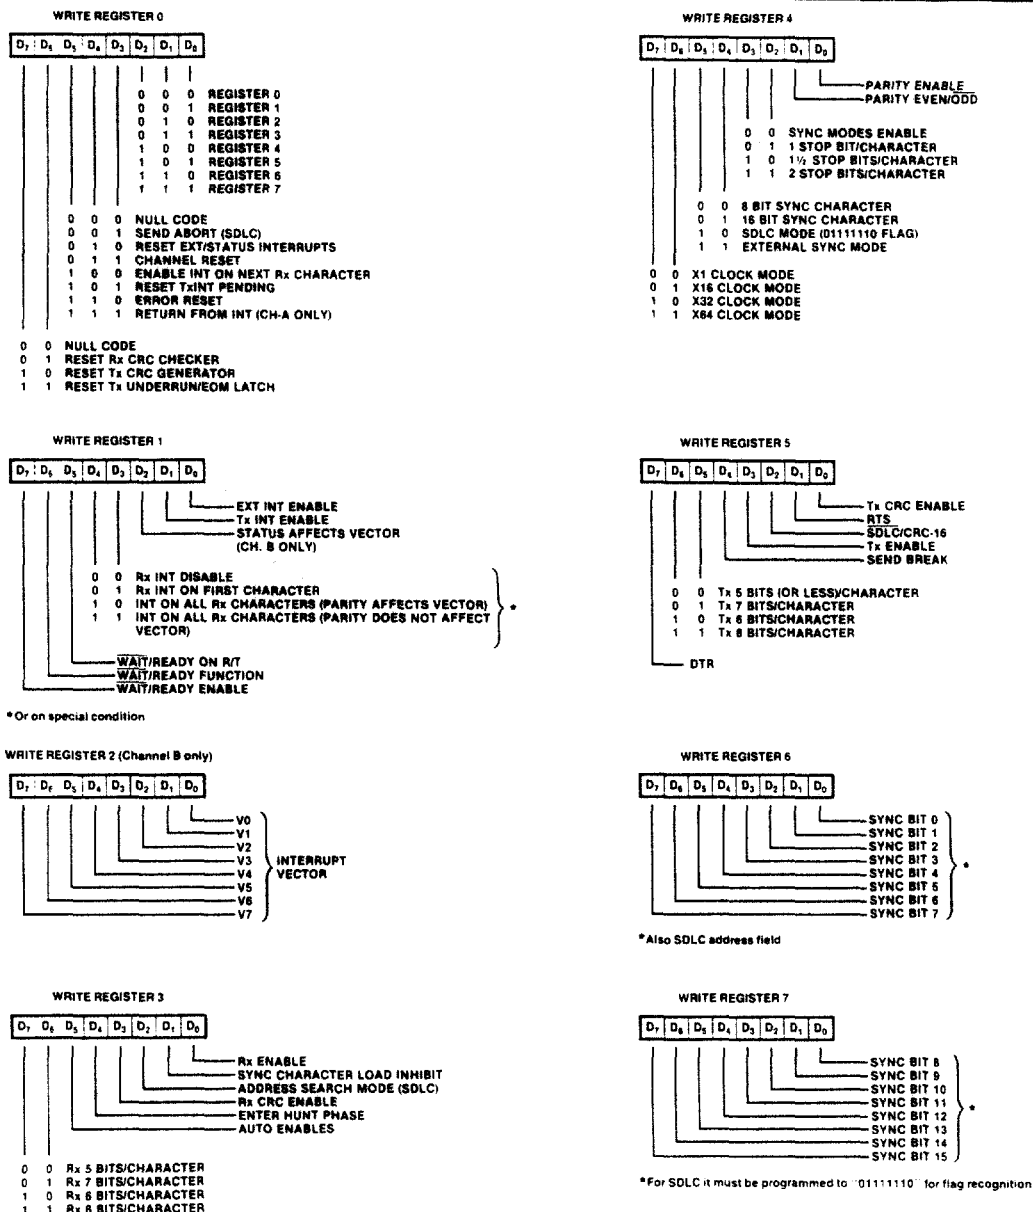 WRITE REGISTER 0
D7 D6 D5 D4 D3 D2 D1 D0
0 0 0 REGISTER 0
0 0 1 REGISTER 1
0 1 0 REGISTER 2
0 1 1 REGISTER 3
1 0 0 REGISTER 4
1 0 1 REGISTER 5
1 1 0 REGISTER 6
1 1 1 REGISTER 7
0 0 0 NULL CODE
0 0 1 SEND ABORT (SDLC)
0 1 0 RESET EXT/STATUS INTERRUPTS
0 1 1 CHANNEL RESET
1 0 0 ENABLE INT ON NEXT Rx CHARACTER
1 0 1 RESET TxINT PENDING
1 1 0 ERROR RESET
1 1 1 RETURN FROM INT (CH-A ONLY)
0 0 NULL CODE
0 1 RESET Rx CRC CHECKER
1 0 RESET Tx CRC GENERATOR
1 1 RESET Tx UNDERRUN/EOM LATCH
WRITE REGISTER 1
D7 D6 D5 D4 D3 D2 D1 D0
EXT INT ENABLE
Tx INT ENABLE
STATUS AFFECTS VECTOR
(CH. B ONLY)
0 0 Rx INT DISABLE
0 1 Rx INT ON FIRST CHARACTER
1 0 INT ON ALL Rx CHARACTERS (PARITY AFFECTS VECTOR)
1 1 INT ON ALL Rx CHARACTERS (PARITY DOES NOT AFFECT
VECTOR)
*
WAIT/READY ON R/T
WAIT/READY FUNCTION
WAIT/READY ENABLE
*Or on special condition
WRITE REGISTER 2 (Channel B only)
D7 D6 D5 D4 D3 D2 D1 D0
V0
V1
V2
V3
V4
V5
V6
V7
INTERRUPT
VECTOR
WRITE REGISTER 3
D7 D6 D5 D4 D3 D2 D1 D0
Rx ENABLE
SYNC CHARACTER LOAD INHIBIT
ADDRESS SEARCH MODE (SDLC)
Rx CRC ENABLE
ENTER HUNT PHASE
AUTO ENABLES
0 0 Rx 5 BITS/CHARACTER
0 1 Rx 7 BITS/CHARACTER
1 0 Rx 6 BITS/CHARACTER
1 1 Rx 8 BITS/CHARACTER
WRITE REGISTER 4
D7 D6 D5 D4 D3 D2 D1 D0
PARITY ENABLE
PARITY EVEN/ODD
0 0 SYNC MODES ENABLE
0 1 1 STOP BIT/CHARACTER
1 0 1½ STOP BITS/CHARACTER
1 1 2 STOP BITS/CHARACTER
0 0 8 BIT SYNC CHARACTER
0 1 16 BIT SYNC CHARACTER
1 0 SDLC MODE (01111110 FLAG)
1 1 EXTERNAL SYNC MODE
0 0 X1 CLOCK MODE
0 1 X16 CLOCK MODE
1 0 X32 CLOCK MODE
1 1 X64 CLOCK MODE
WRITE REGISTER 5
D7 D6 D5 D4 D3 D2 D1 D0
Tx CRC ENABLE
RTS
SDLC/CRC-16
Tx ENABLE
SEND BREAK
0 0 Tx 5 BITS (OR LESS)/CHARACTER
0 1 Tx 7 BITS/CHARACTER
1 0 Tx 6 BITS/CHARACTER
1 1 Tx 8 BITS/CHARACTER
DTR
WRITE REGISTER 6
D7 D6 D5 D4 D3 D2 D1 D0
SYNC BIT 0
SYNC BIT 1
SYNC BIT 2
SYNC BIT 3
SYNC BIT 4
SYNC BIT 5
SYNC BIT 6
SYNC BIT 7
*
*Also SDLC address field
WRITE REGISTER 7
D7 D6 D5 D4 D3 D2 D1 D0
SYNC BIT 8
SYNC BIT 9
SYNC BIT 10
SYNC BIT 11
SYNC BIT 12
SYNC BIT 13
SYNC BIT 14
SYNC BIT 15
*
*For SDLC it must be programmed to "01111110" for flag recognition